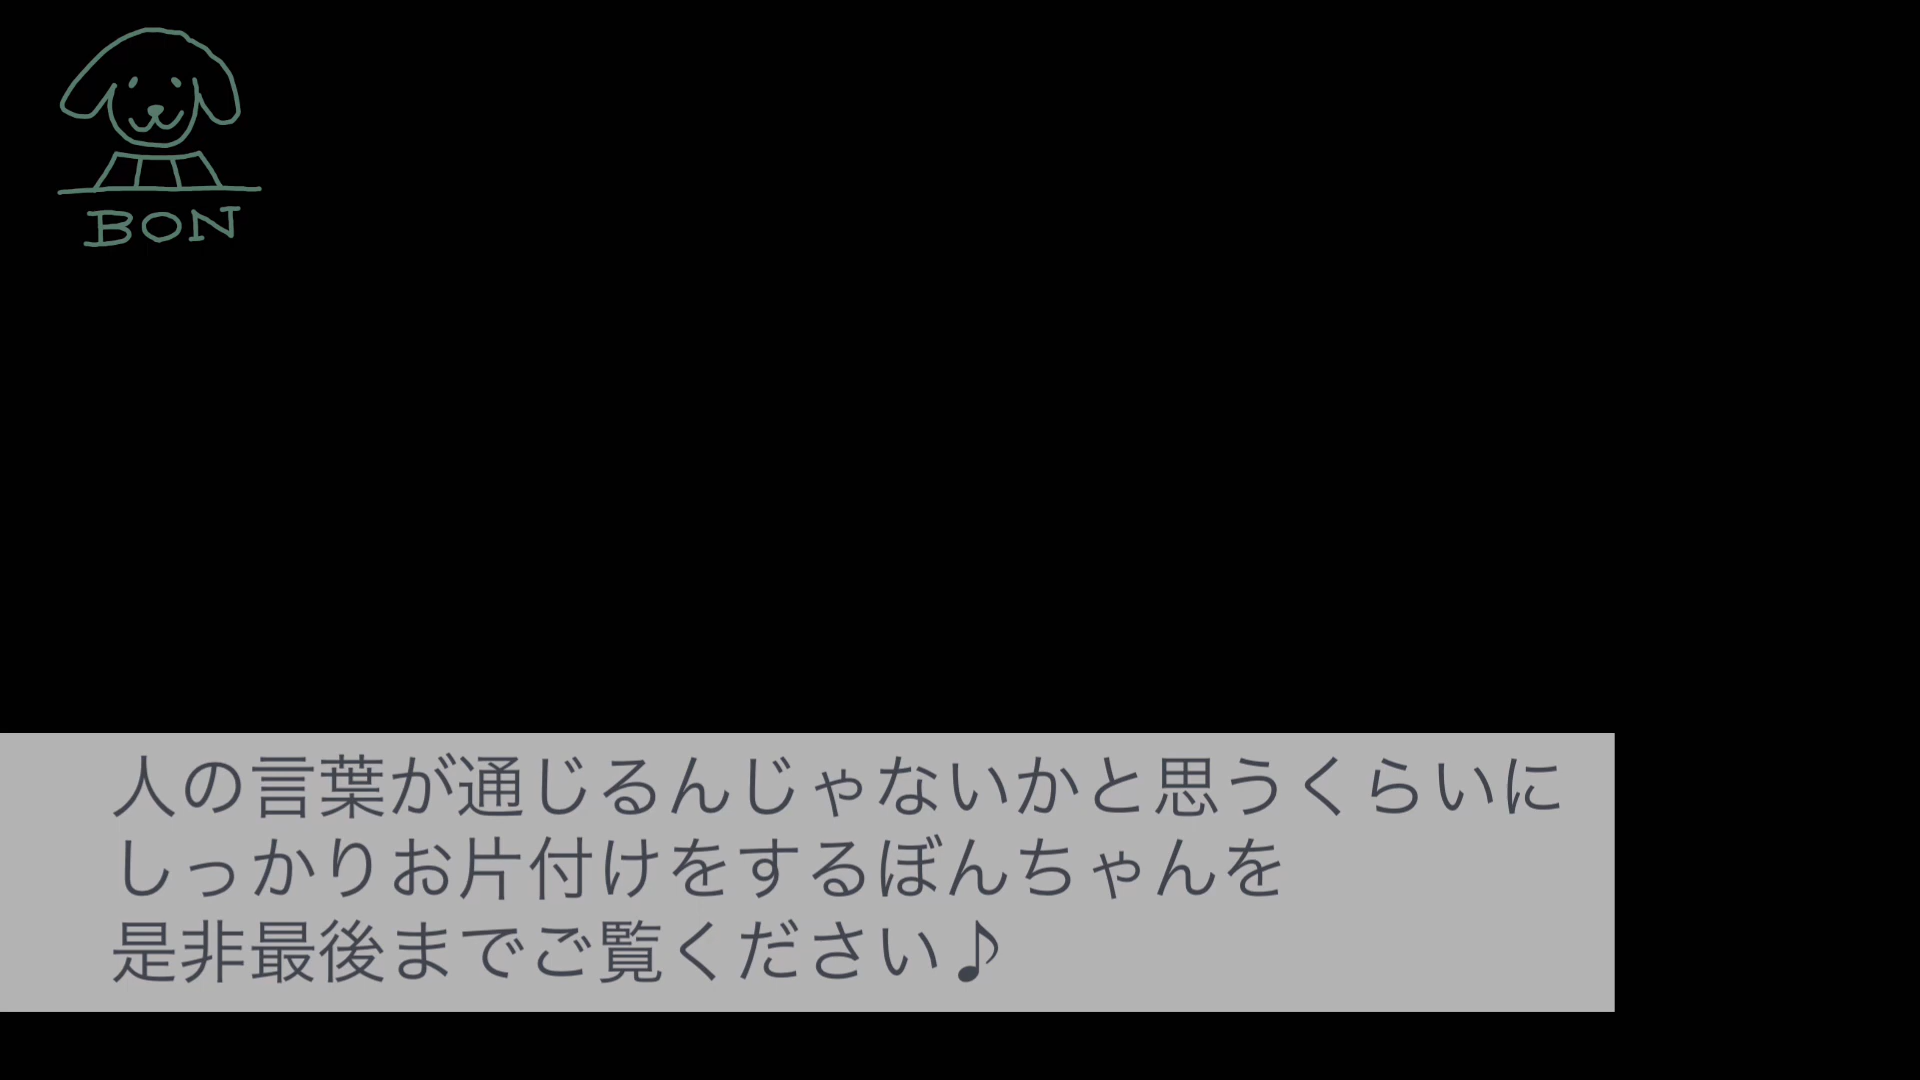 BON
人の言葉が通じるんじゃないかと思うくらいに
しっかりお片付けをするぼんちゃんを
是非最後までご覧ください♪